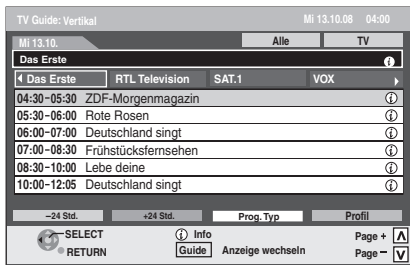 TV Guide: Vertikal Mi 13.10.08 04:00
Mi 13.10. Alle TV
Das Erste
Das Erste RTL Television SAT.1 VOX
04:30-05:30 ZDF-Morgenmagazin
05:30-06:00 Rote Rosen
06:00-07:00 Deutschland singt
07:00-08:30 Frühstücksfernsehen
08:30-10:00 Lebe deine
10:00-12:05 Deutschland singt
-24 Std. +24 Std. Prog. Typ Profil
SELECT i Info Page +
RETURN Guide Anzeige wechseln Page -